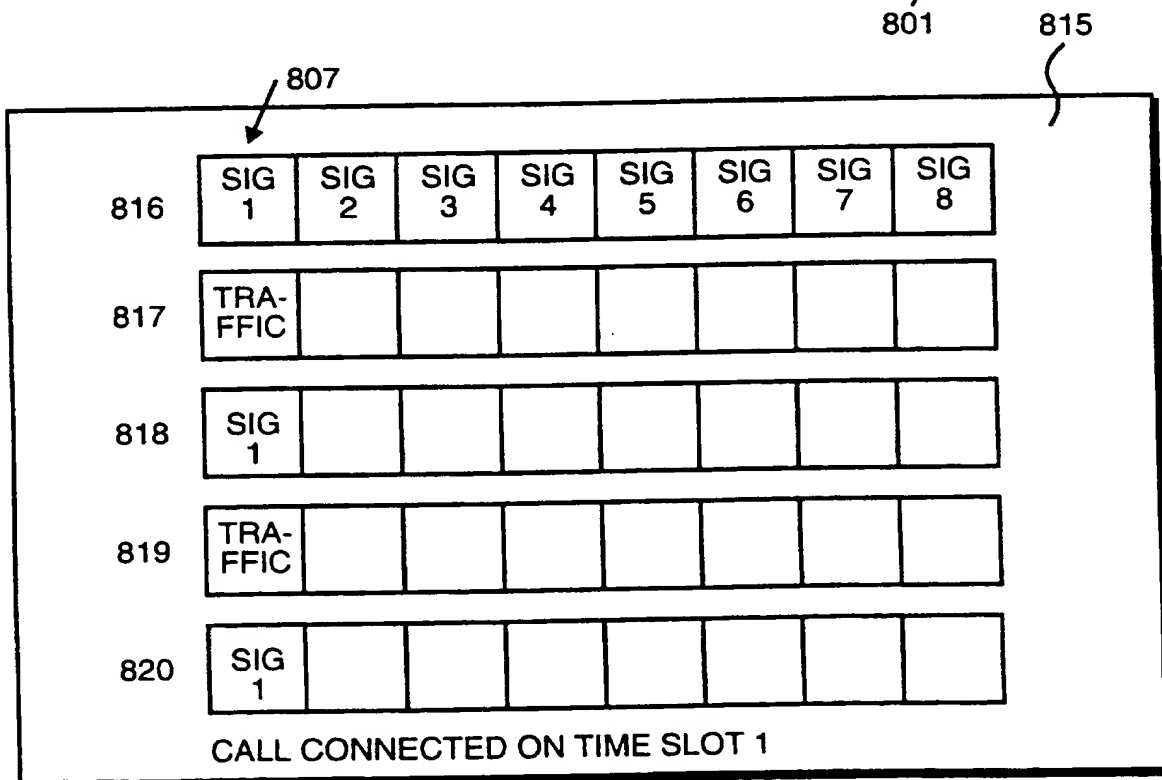 801 815
807
816 SIG 1 SIG 2 SIG 3 SIG 4 SIG 5 SIG 6 SIG 7 SIG 8
817 TRA-
FFIC
818 SIG
1
819 TRA-
FFIC
820 SIG
1
CALL CONNECTED ON TIME SLOT 1